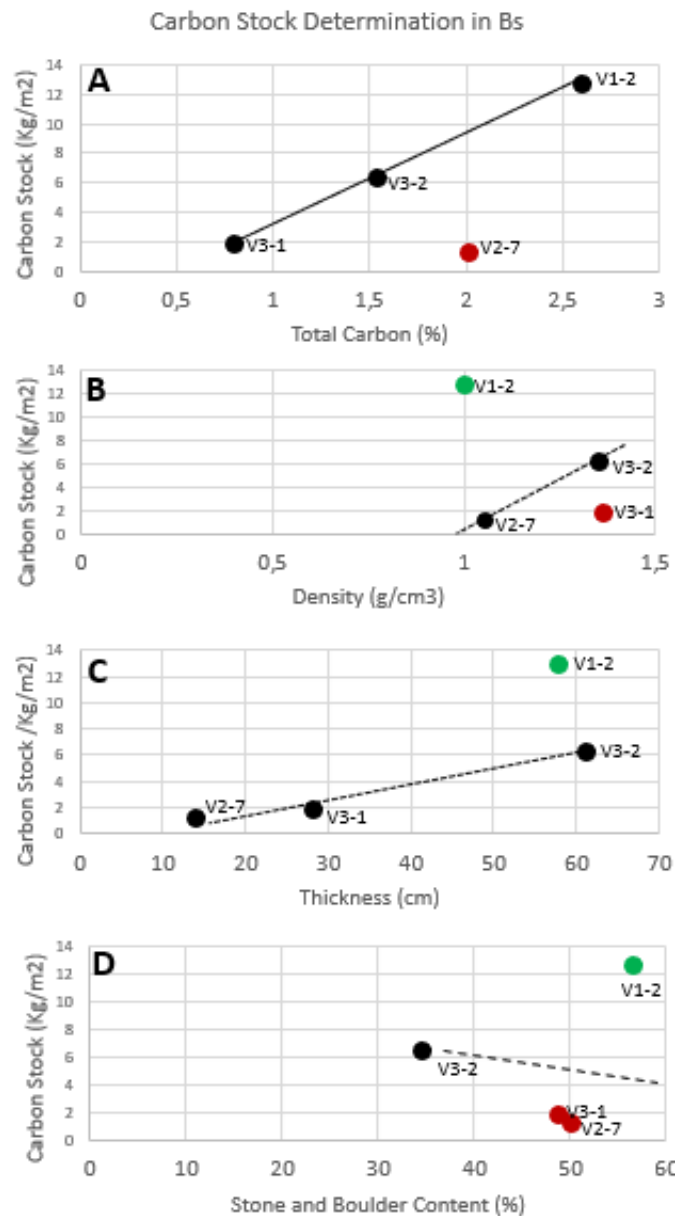 Carbon Stock Determination in Bs
A
Carbon Stock (Kg/m2)
14
12
10
8
6
4
2
0
V1-2
V3-2
V3-1
V2-7
0 0,5 1 1,5 2 2,5 3
Total Carbon (%)
B
Carbon Stock (Kg/m2)
14
12
10
8
6
4
2
0
V1-2
V3-2
V3-1
V2-7
0 0,5 1 1,5
Density (g/cm3)
C
Carbon Stock /Kg/m2)
14
12
10
8
6
4
2
0
V1-2
V3-2
V2-7
V3-1
0 10 20 30 40 50 60 70
Thickness (cm)
D
Carbon Stock (Kg/m2)
14
12
10
8
6
4
2
0
V1-2
V3-2
V3-1
V2-7
0 10 20 30 40 50 60
Stone and Boulder Content (%)